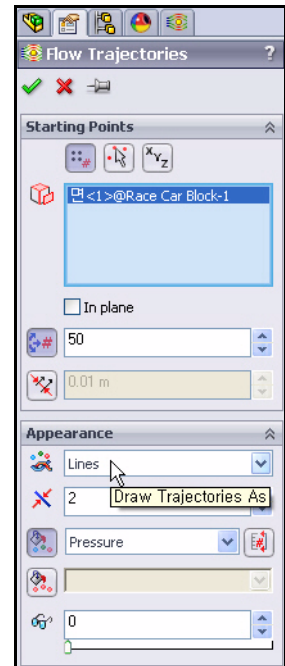 Flow Trajectories ?
Starting Points
#
X Y Z
면<1>@Race Car Block-1
In plane
# 50
0.01 m
Appearance
Lines
Draw Trajectories As
2
Pressure
#
0